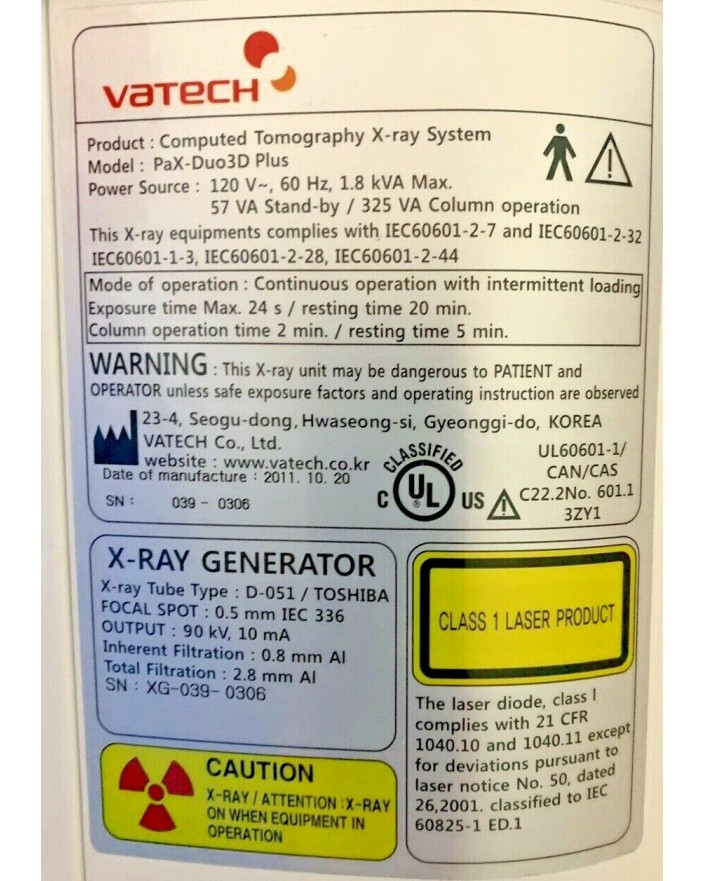 vatech
Product : Computed Tomography X-ray System
Model : PaX-Duo3D Plus
Power Source : 120 V~, 60 Hz, 1.8 kVA Max.
57 VA Stand-by / 325 VA Column operation
This X-ray equipments complies with IEC60601-2-7 and IEC60601-2-32
IEC60601-1-3, IEC60601-2-28, IEC60601-2-44
Mode of operation : Continuous operation with intermittent loading
Exposure time Max. 24 s / resting time 20 min.
Column operation time 2 min. / resting time 5 min.
WARNING : This X-ray unit may be dangerous to PATIENT and
OPERATOR unless safe exposure factors and operating instruction are observed
23-4, Seogu-dong, Hwaseong-si, Gyeonggi-do, KOREA
VATECH Co., Ltd.
website : www.vatech.co.kr
Date of manufacture : 2011. 10. 20
SN : 039 - 0306
CLASSIFIED
C UL ® US
UL60601-1/
CAN/CAS
C22.2No. 601.1
3ZY1
X-RAY GENERATOR
X-ray Tube Type : D-051 / TOSHIBA
FOCAL SPOT : 0.5 mm IEC 336
OUTPUT : 90 kV, 10 mA
Inherent Filtration : 0.8 mm Al
Total Filtration : 2.8 mm Al
SN : XG-039- 0306
CAUTION
X-RAY / ATTENTION :X-RAY
ON WHEN EQUIPMENT IN
OPERATION
CLASS 1 LASER PRODUCT
The laser diode, class I
complies with 21 CFR
1040.10 and 1040.11 except
for deviations pursuant to
laser notice No. 50, dated
26,2001. classified to IEC
60825-1 ED.1